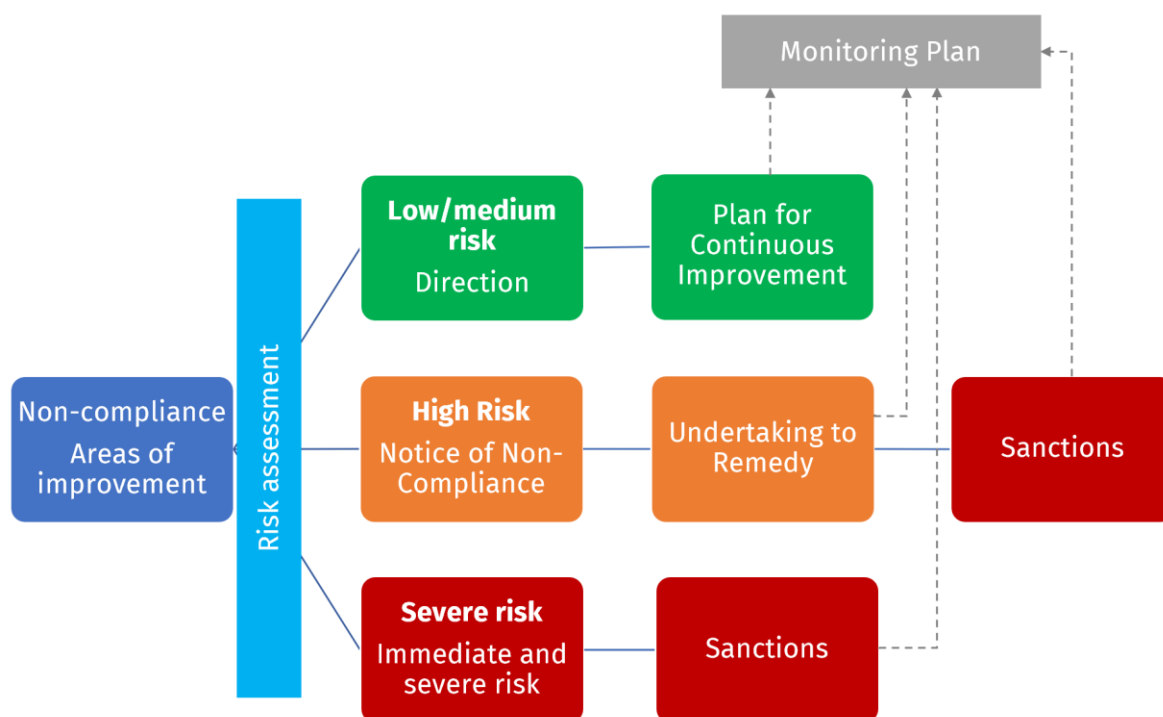 Monitoring Plan
Low/medium
risk
Direction
Plan for
Continuous
Improvement
Risk assessment
Non-compliance
Areas of
improvement
High Risk
Notice of Non-
Compliance
Undertaking to
Remedy
Sanctions
Severe risk
Immediate and
severe risk
Sanctions